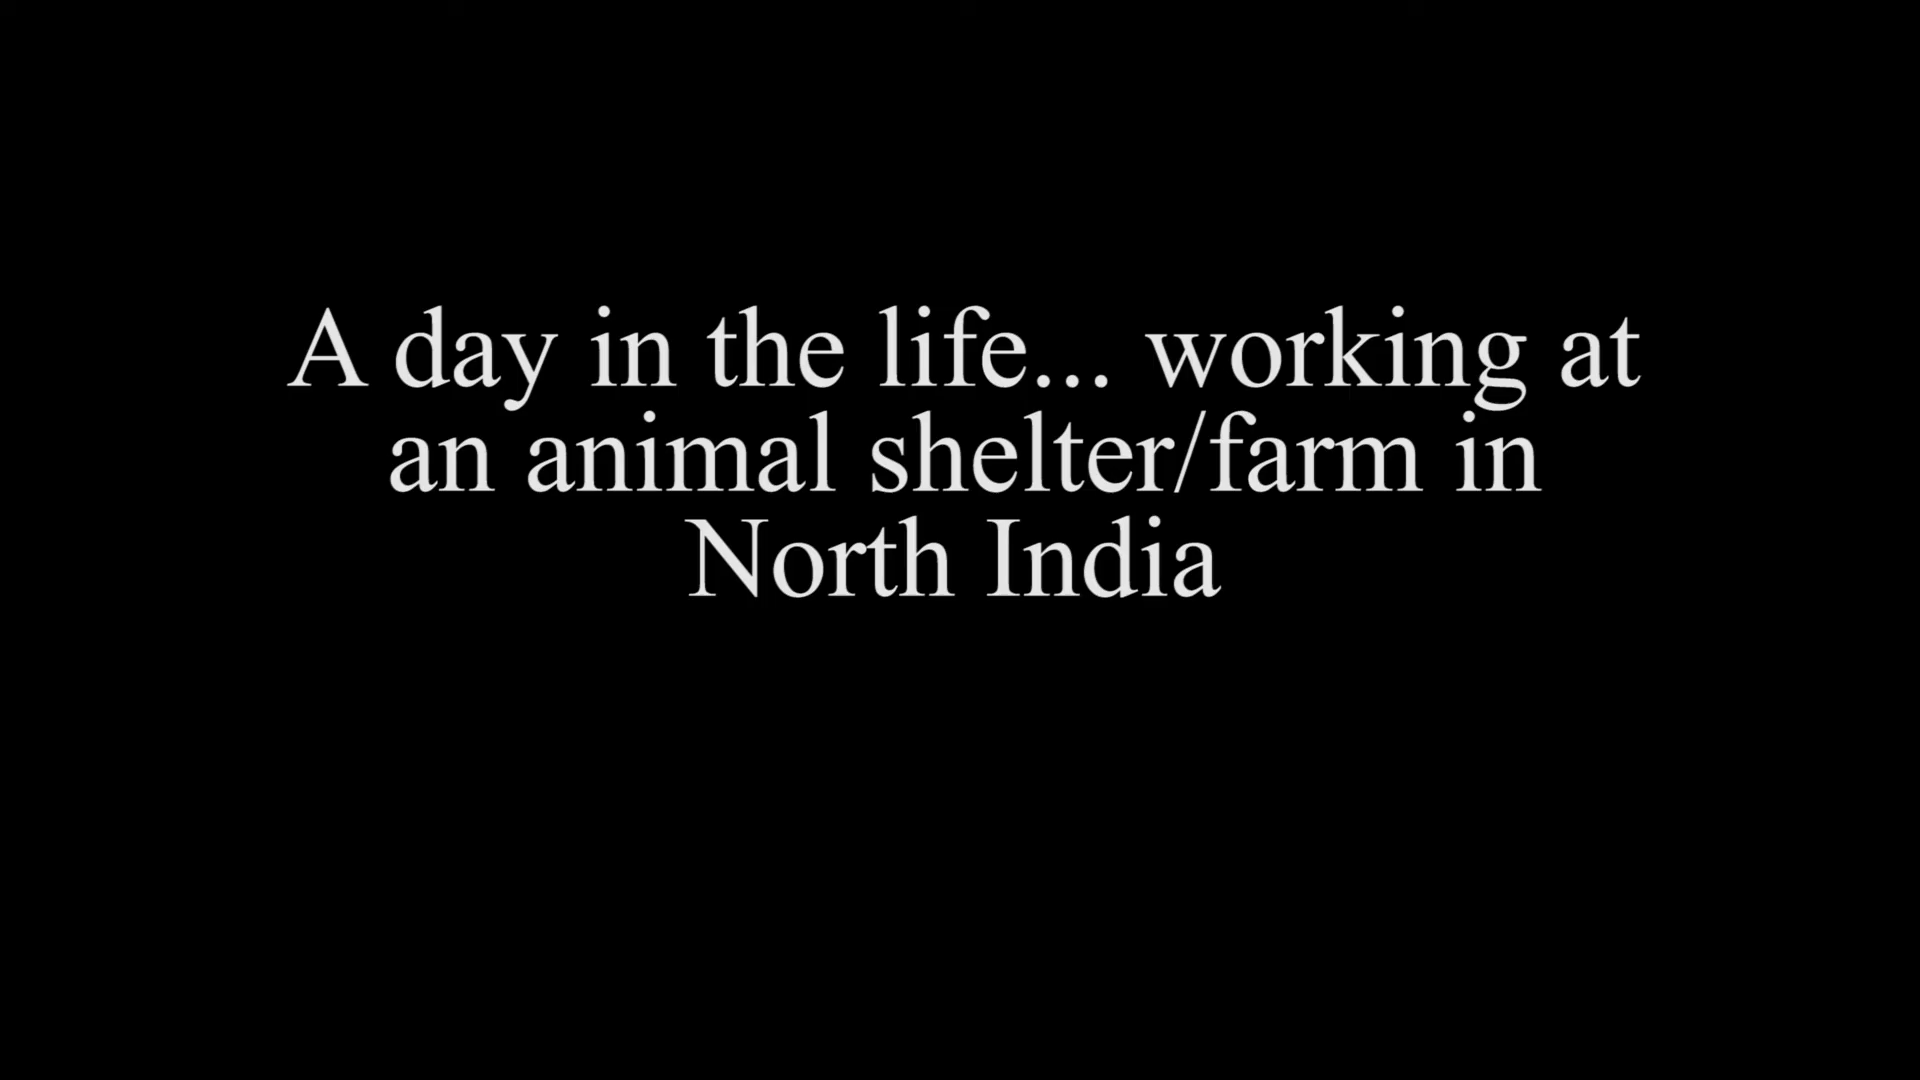 A day in the life... working at
an animal shelter/farm in
North India